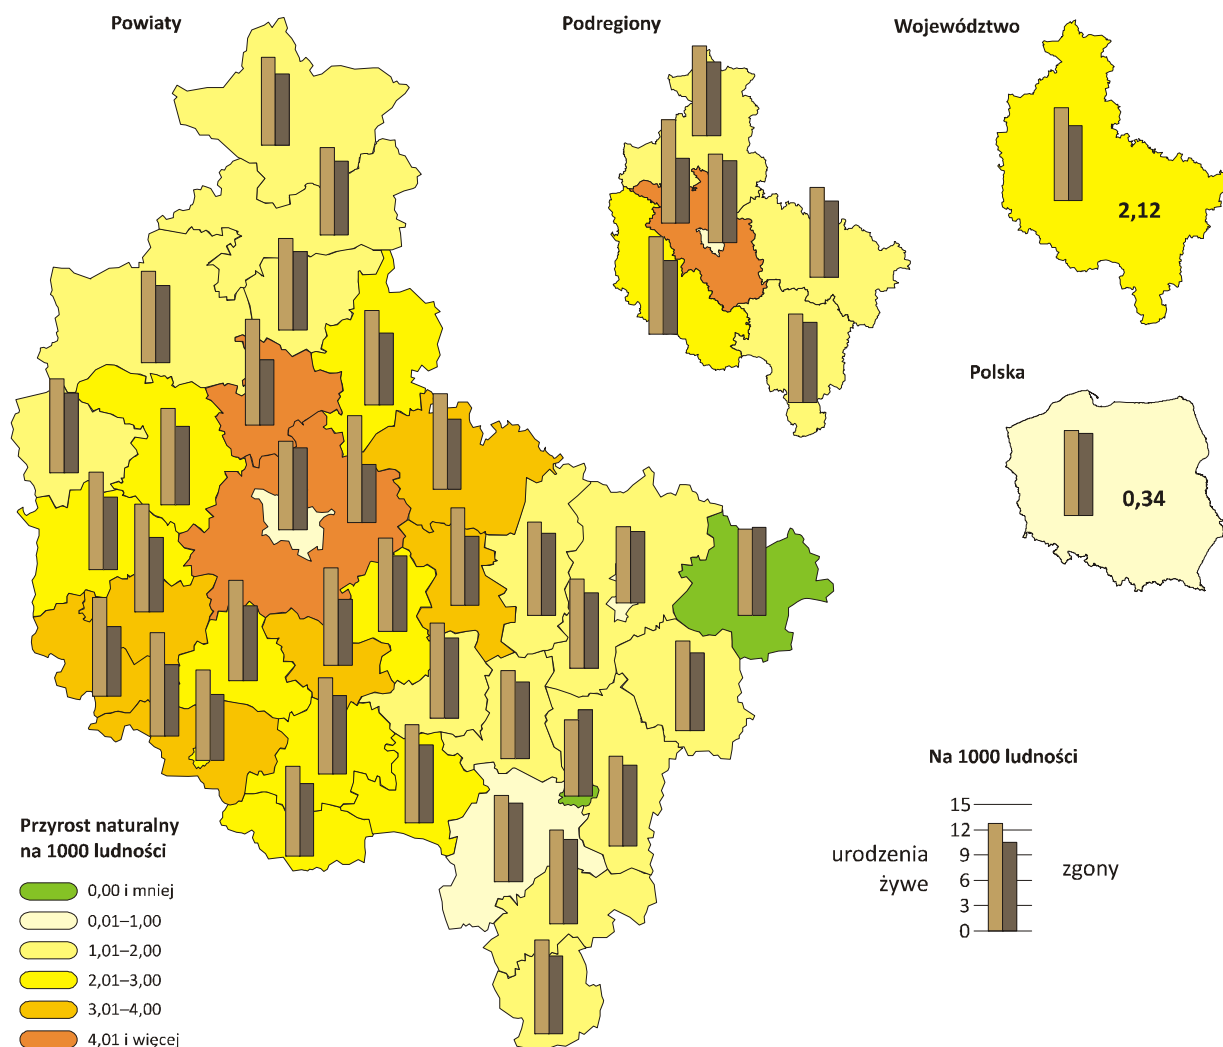 Powiaty
Podregiony
Województwo
2,12
Polska
0,34
Na 1000 ludności
15
12
9
6
3
0
urodzenia
żywe
zgony
Przyrost naturalny
na 1000 ludności
0,00 i mniej
0,01–1,00
1,01–2,00
2,01–3,00
3,01–4,00
4,01 i więcej